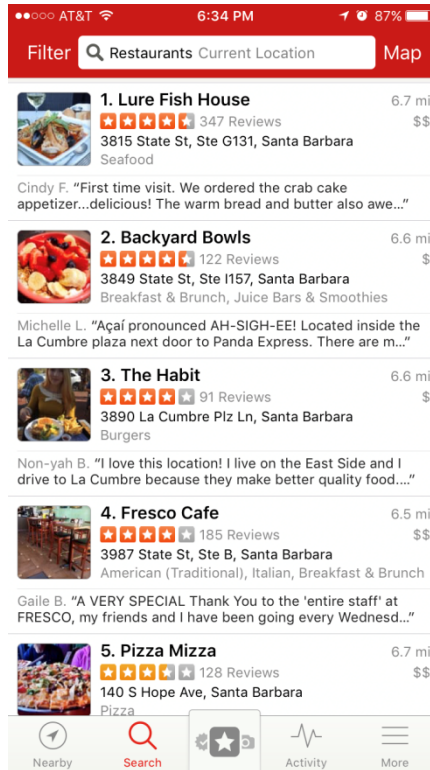 AT&T 6:34 PM 87%
Filter Restaurants Current Location Map
1. Lure Fish House 6.7 mi
347 Reviews $$
3815 State St, Ste G131, Santa Barbara
Seafood
Cindy F. “First time visit. We ordered the crab cake
appetizer...delicious! The warm bread and butter also awe...”
2. Backyard Bowls 6.6 mi
122 Reviews $
3849 State St, Ste I157, Santa Barbara
Breakfast & Brunch, Juice Bars & Smoothies
Michelle L. “Açaí pronounced AH-SIGH-EE! Located inside the
La Cumbre plaza next door to Panda Express. There are m...”
3. The Habit 6.6 mi
91 Reviews $
3890 La Cumbre Plz Ln, Santa Barbara
Burgers
Non-yah B. “I love this location! I live on the East Side and I
drive to La Cumbre because they make better quality food....”
4. Fresco Cafe 6.5 mi
185 Reviews $$
3987 State St, Ste B, Santa Barbara
American (Traditional), Italian, Breakfast & Brunch
Gaile B. “A VERY SPECIAL Thank You to the 'entire staff' at
FRESCO, my friends and I have been going every Wednesd...”
5. Pizza Mizza 6.7 mi
128 Reviews $$
140 S Hope Ave, Santa Barbara
Pizza
Nearby Search Activity More